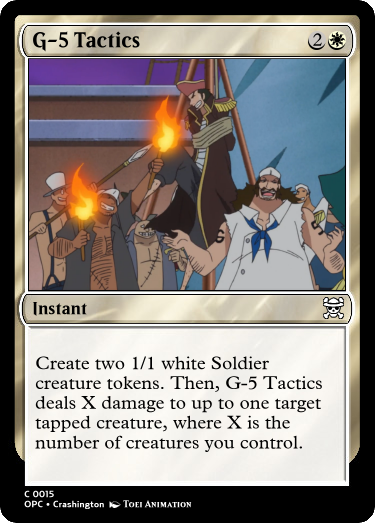 G-5 Tactics 2
Instant
Create two 1/1 white Soldier
creature tokens. Then, G-5 Tactics
deals X damage to up to one target
tapped creature, where X is the
number of creatures you control.
C 0015
OPC • Crashington TOEI ANIMATION